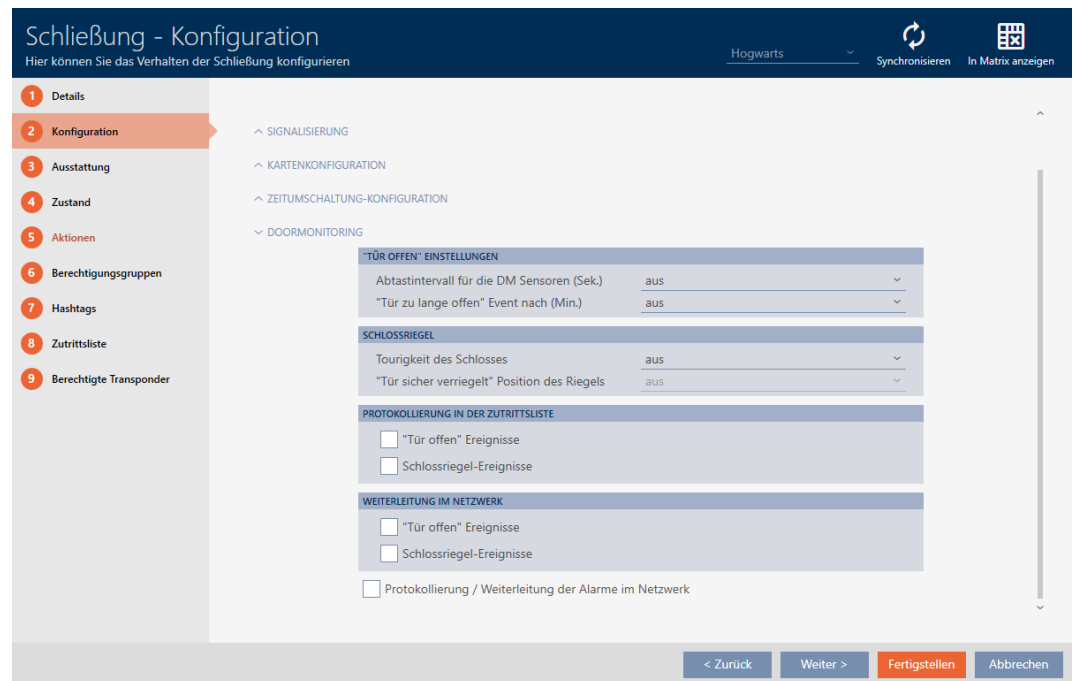 Schließung - Konfiguration
Hier können Sie das Verhalten der Schließung konfigurieren
Hogwarts
Synchronisieren
In Matrix anzeigen
1 Details
2 Konfiguration
3 Ausstattung
4 Zustand
5 Aktionen
6 Berechtigungsgruppen
7 Hashtags
8 Zutrittsliste
9 Berechtigte Transponder
SIGNALISIERUNG
KARTENKONFIGURATION
ZEITUMSCHALTUNG-KONFIGURATION
DOORMONITORING
"TÜR OFFEN" EINSTELLUNGEN
Abtastintervall für die DM Sensoren (Sek.) aus
"Tür zu lange offen" Event nach (Min.) aus
SCHLOSSRIEGEL
Tourigkeit des Schlosses aus
"Tür sicher verriegelt" Position des Riegels aus
PROTOKOLLIERUNG IN DER ZUTRITTSLISTE
"Tür offen" Ereignisse
Schlossriegel-Ereignisse
WEITERLEITUNG IM NETZWERK
"Tür offen" Ereignisse
Schlossriegel-Ereignisse
Protokollierung / Weiterleitung der Alarme im Netzwerk
< Zurück
Weiter >
Fertigstellen
Abbrechen